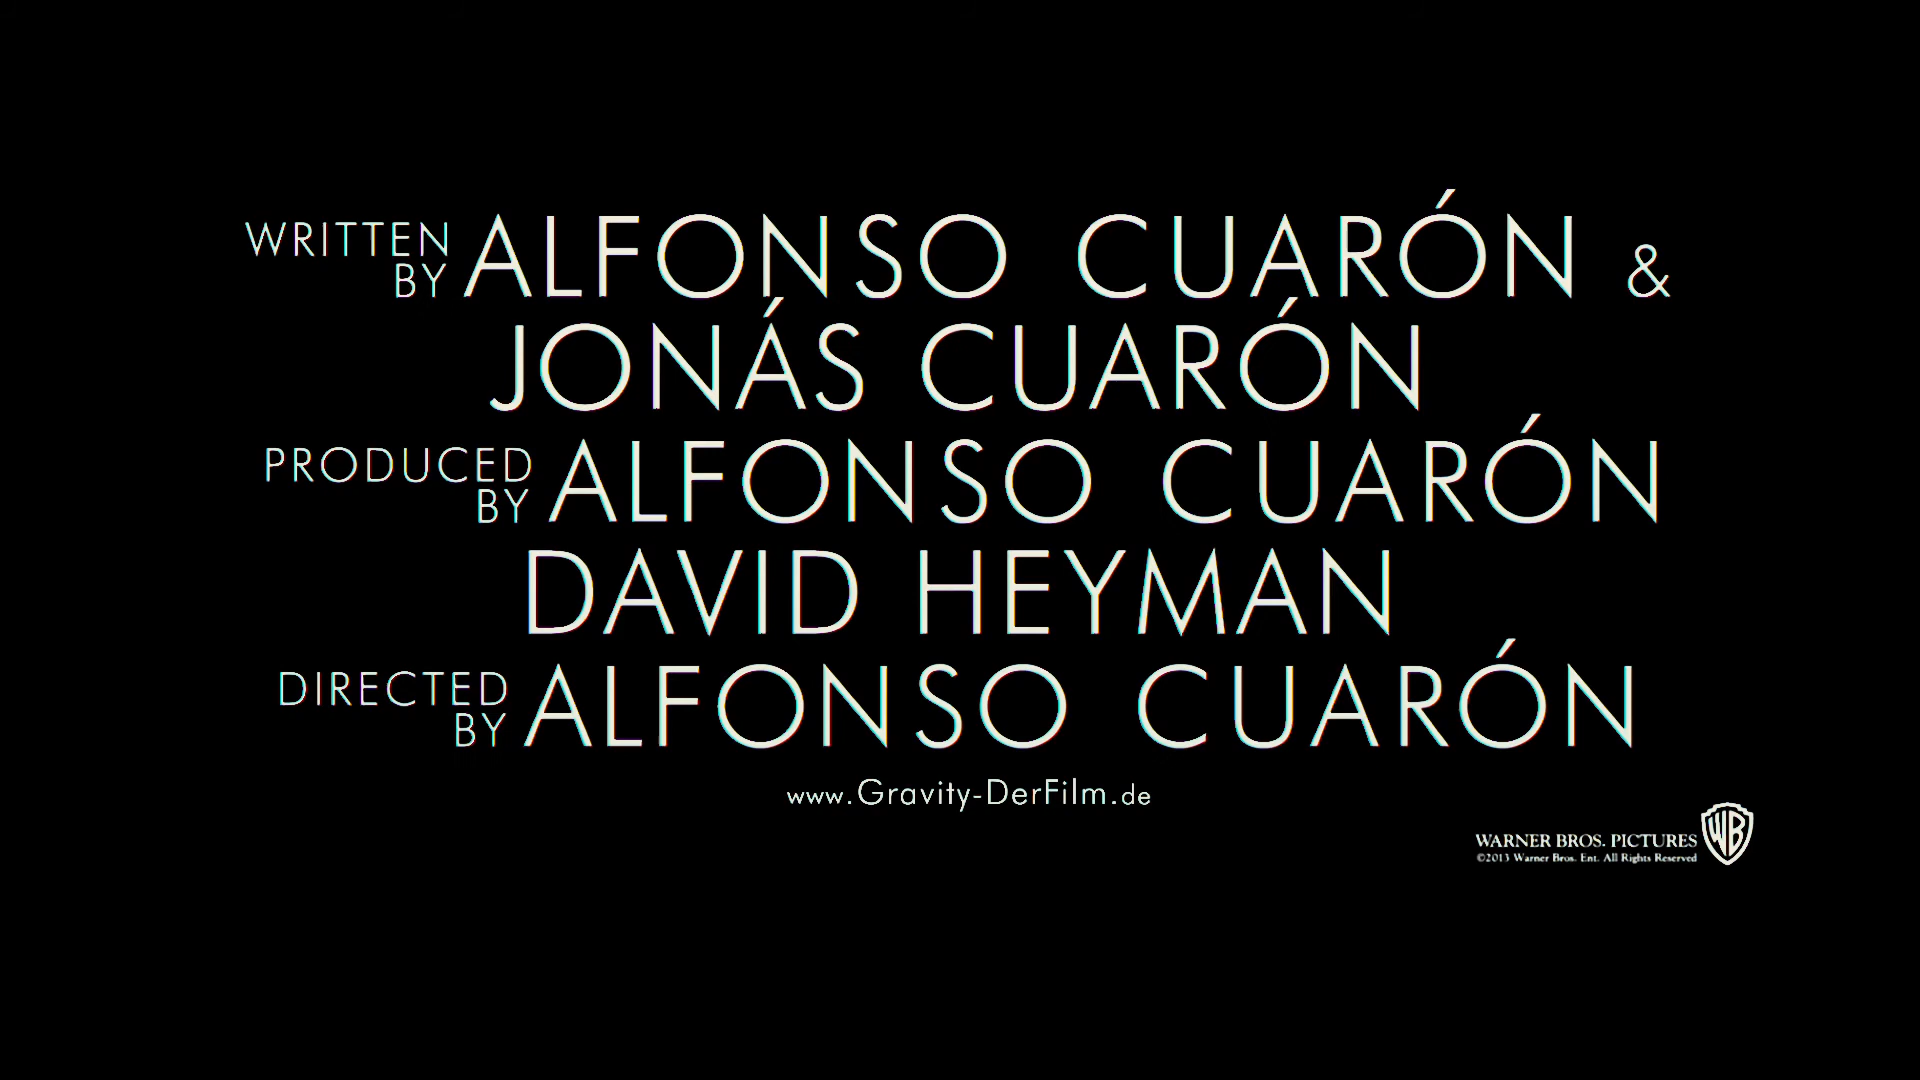 WRITTEN BY ALFONSO CUARÓN &
JONÁS CUARÓN
PRODUCED BY ALFONSO CUARÓN
DAVID HEYMAN
DIRECTED BY ALFONSO CUARÓN
www.Gravity-DerFilm.de
WARNER BROS. PICTURES
©2013 Warner Bros. Ent. All Rights Reserved
WB